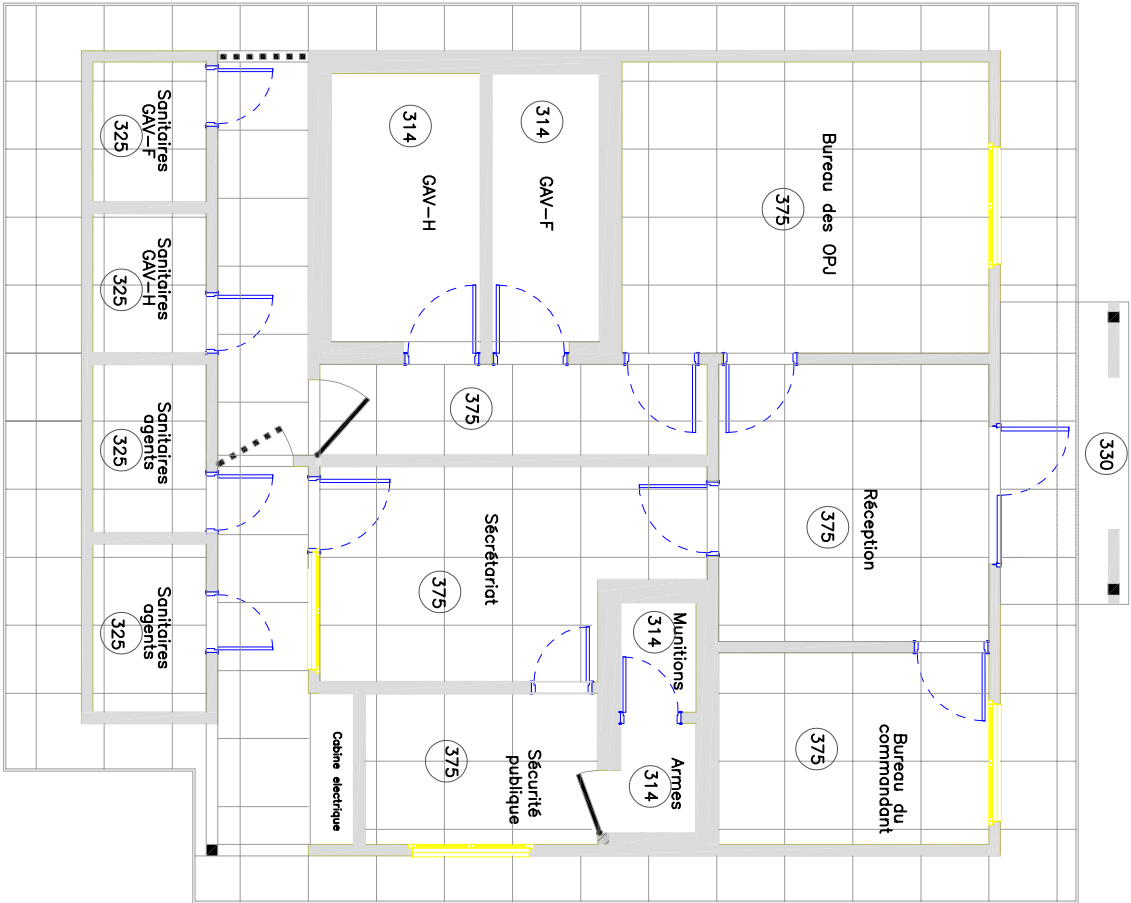 Sanitaires
GAV-F
325
Sanitaires
GAV-H
325
Sanitaires
agents
325
Sanitaires
agents
325
314
GAV-H
314
GAV-F
Bureau des OPJ
375
375
Sécrétariat
375
Réception
375
330
Munitions
314
Armes
314
Bureau du
commandant
375
Sécurité
publique
375
Cabine electrique